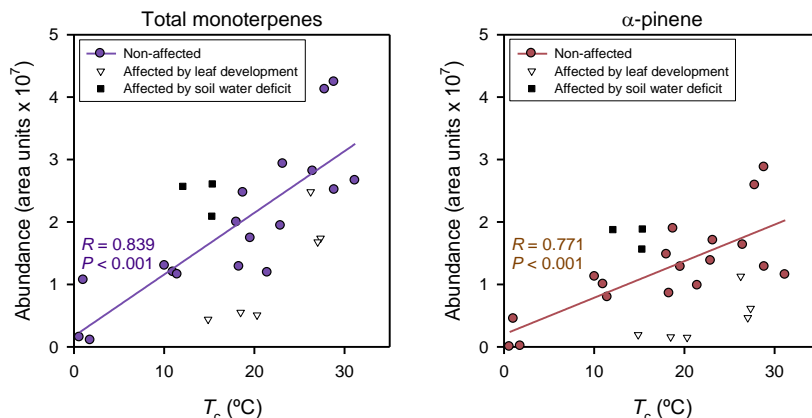 Total monoterpenes
Abundance (area units x 10⁷)
5
4
3
2
1
0
Non-affected
Affected by leaf development
Affected by soil water deficit
R = 0.839
P < 0.001
0 10 20 30
Tc (ºC)
α-pinene
Abundance (area units x 10⁷)
5
4
3
2
1
0
Non-affected
Affected by leaf development
Affected by soil water deficit
R = 0.771
P < 0.001
0 10 20 30
Tc (ºC)